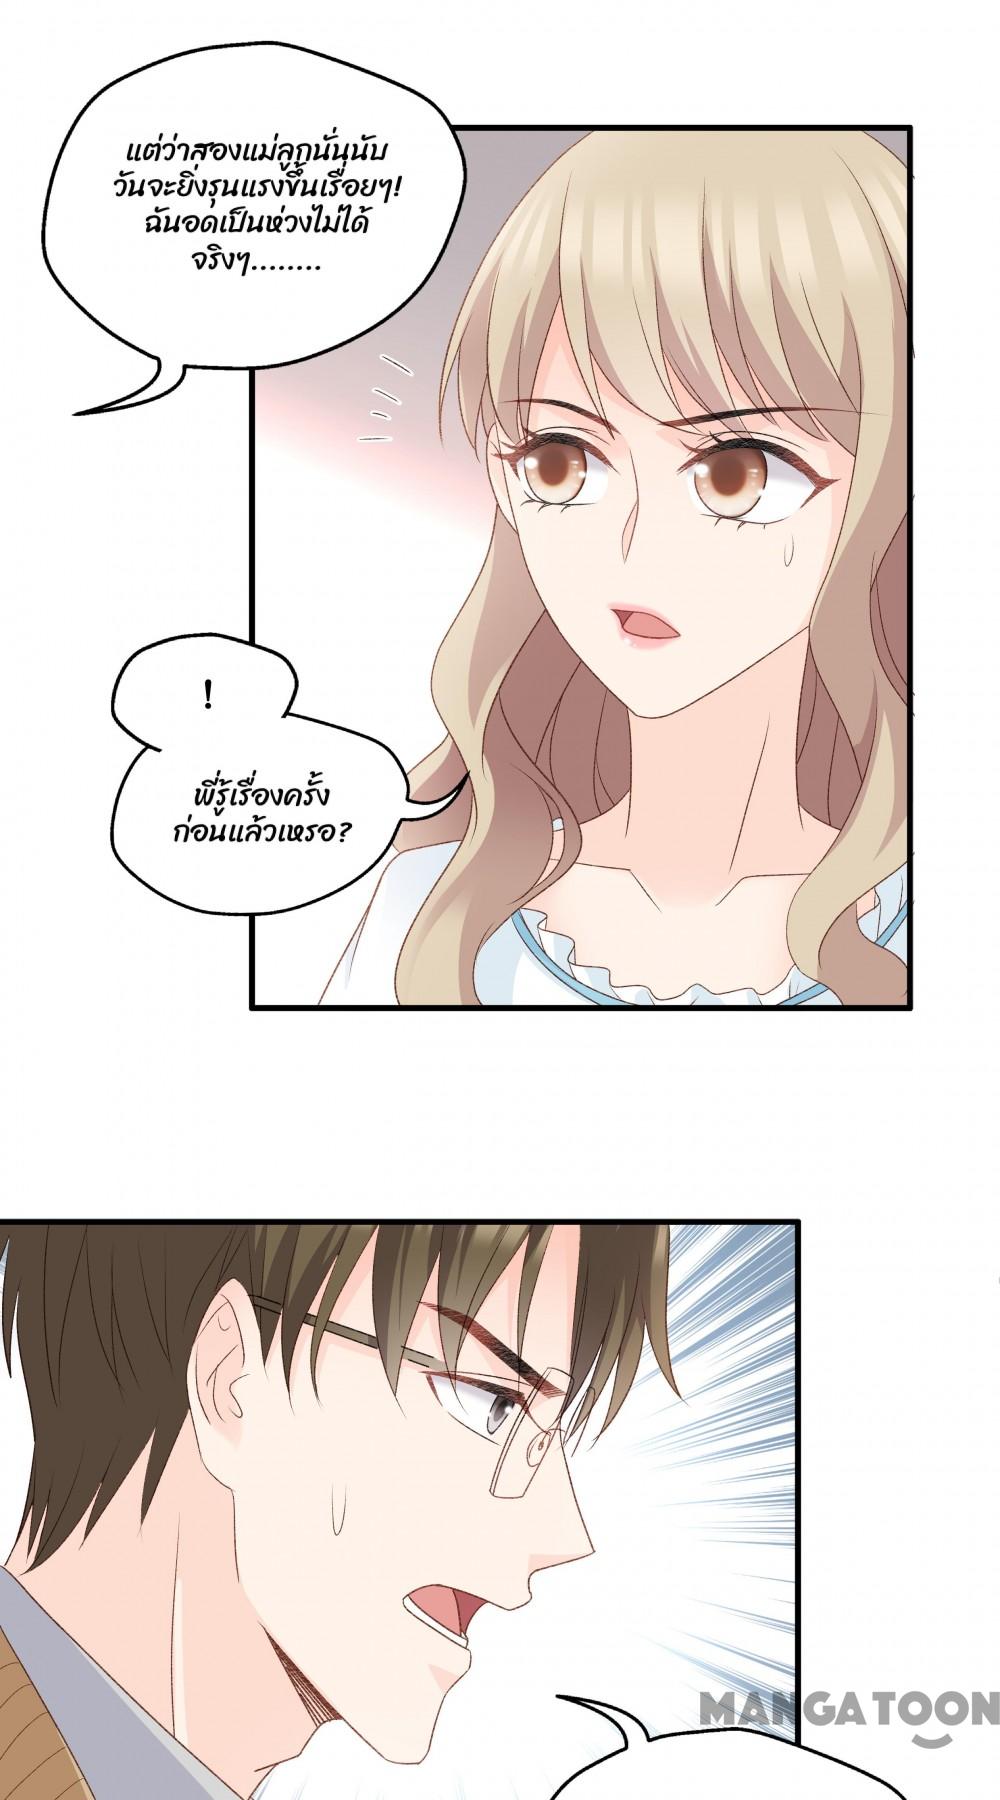 แต่ว่าสองแม่ลูกนั่นนับ
วันจะยิ่งรุนแรงขึ้นเรื่อยๆ!
ฉันอดเป็นห่วงไม่ได้
จริงๆ........
!
พี่รู้เรื่องครั้ง
ก่อนแล้วเหรอ?
MANGATOON